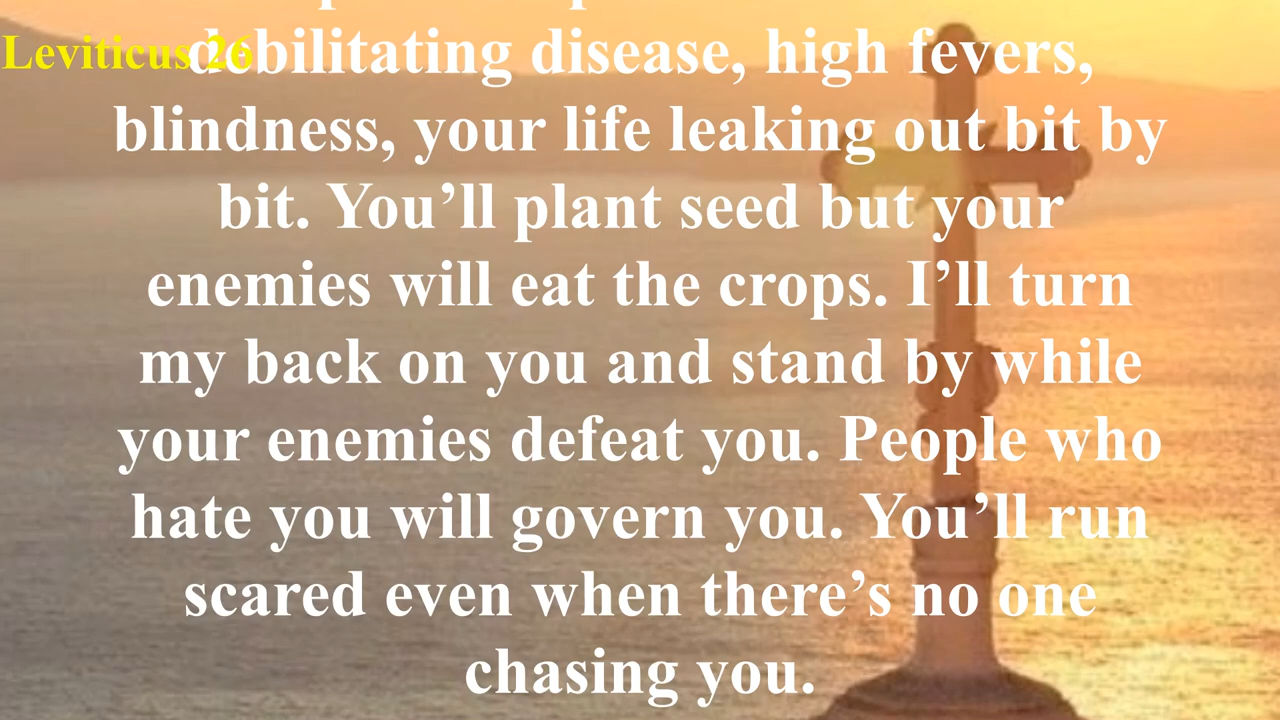 Leviticus 26
debilitating disease, high fevers,
blindness, your life leaking out bit by
bit. You’ll plant seed but your
enemies will eat the crops. I’ll turn
my back on you and stand by while
your enemies defeat you. People who
hate you will govern you. You’ll run
scared even when there’s no one
chasing you.